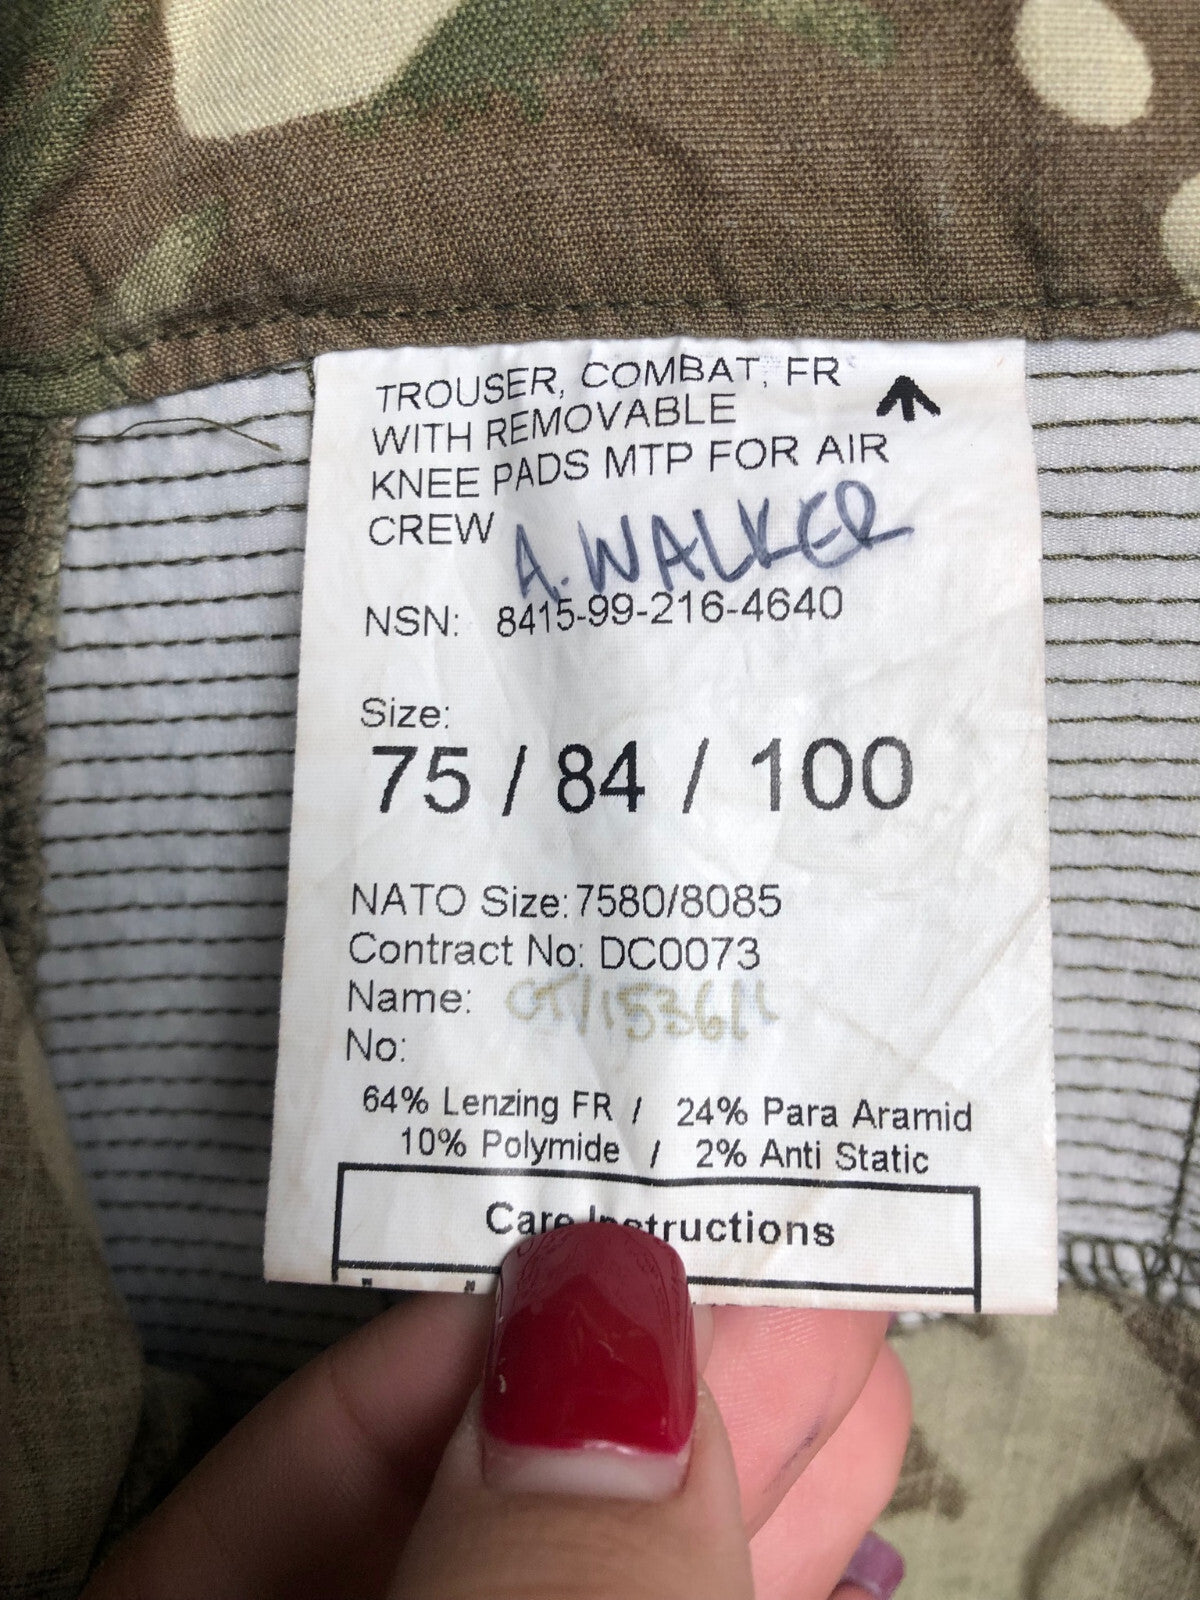 TROUSER, COMBAT, FR
WITH REMOVABLE
KNEE PADS MTP FOR AIR
CREW A. WALKER
NSN: 8415-99-216-4640
Size:
75 / 84 / 100
NATO Size: 7580/8085
Contract No: DC0073
Name:
No:
64% Lenzing FR / 24% Para Aramid
10% Polymide / 2% Anti Static
Care Instructions